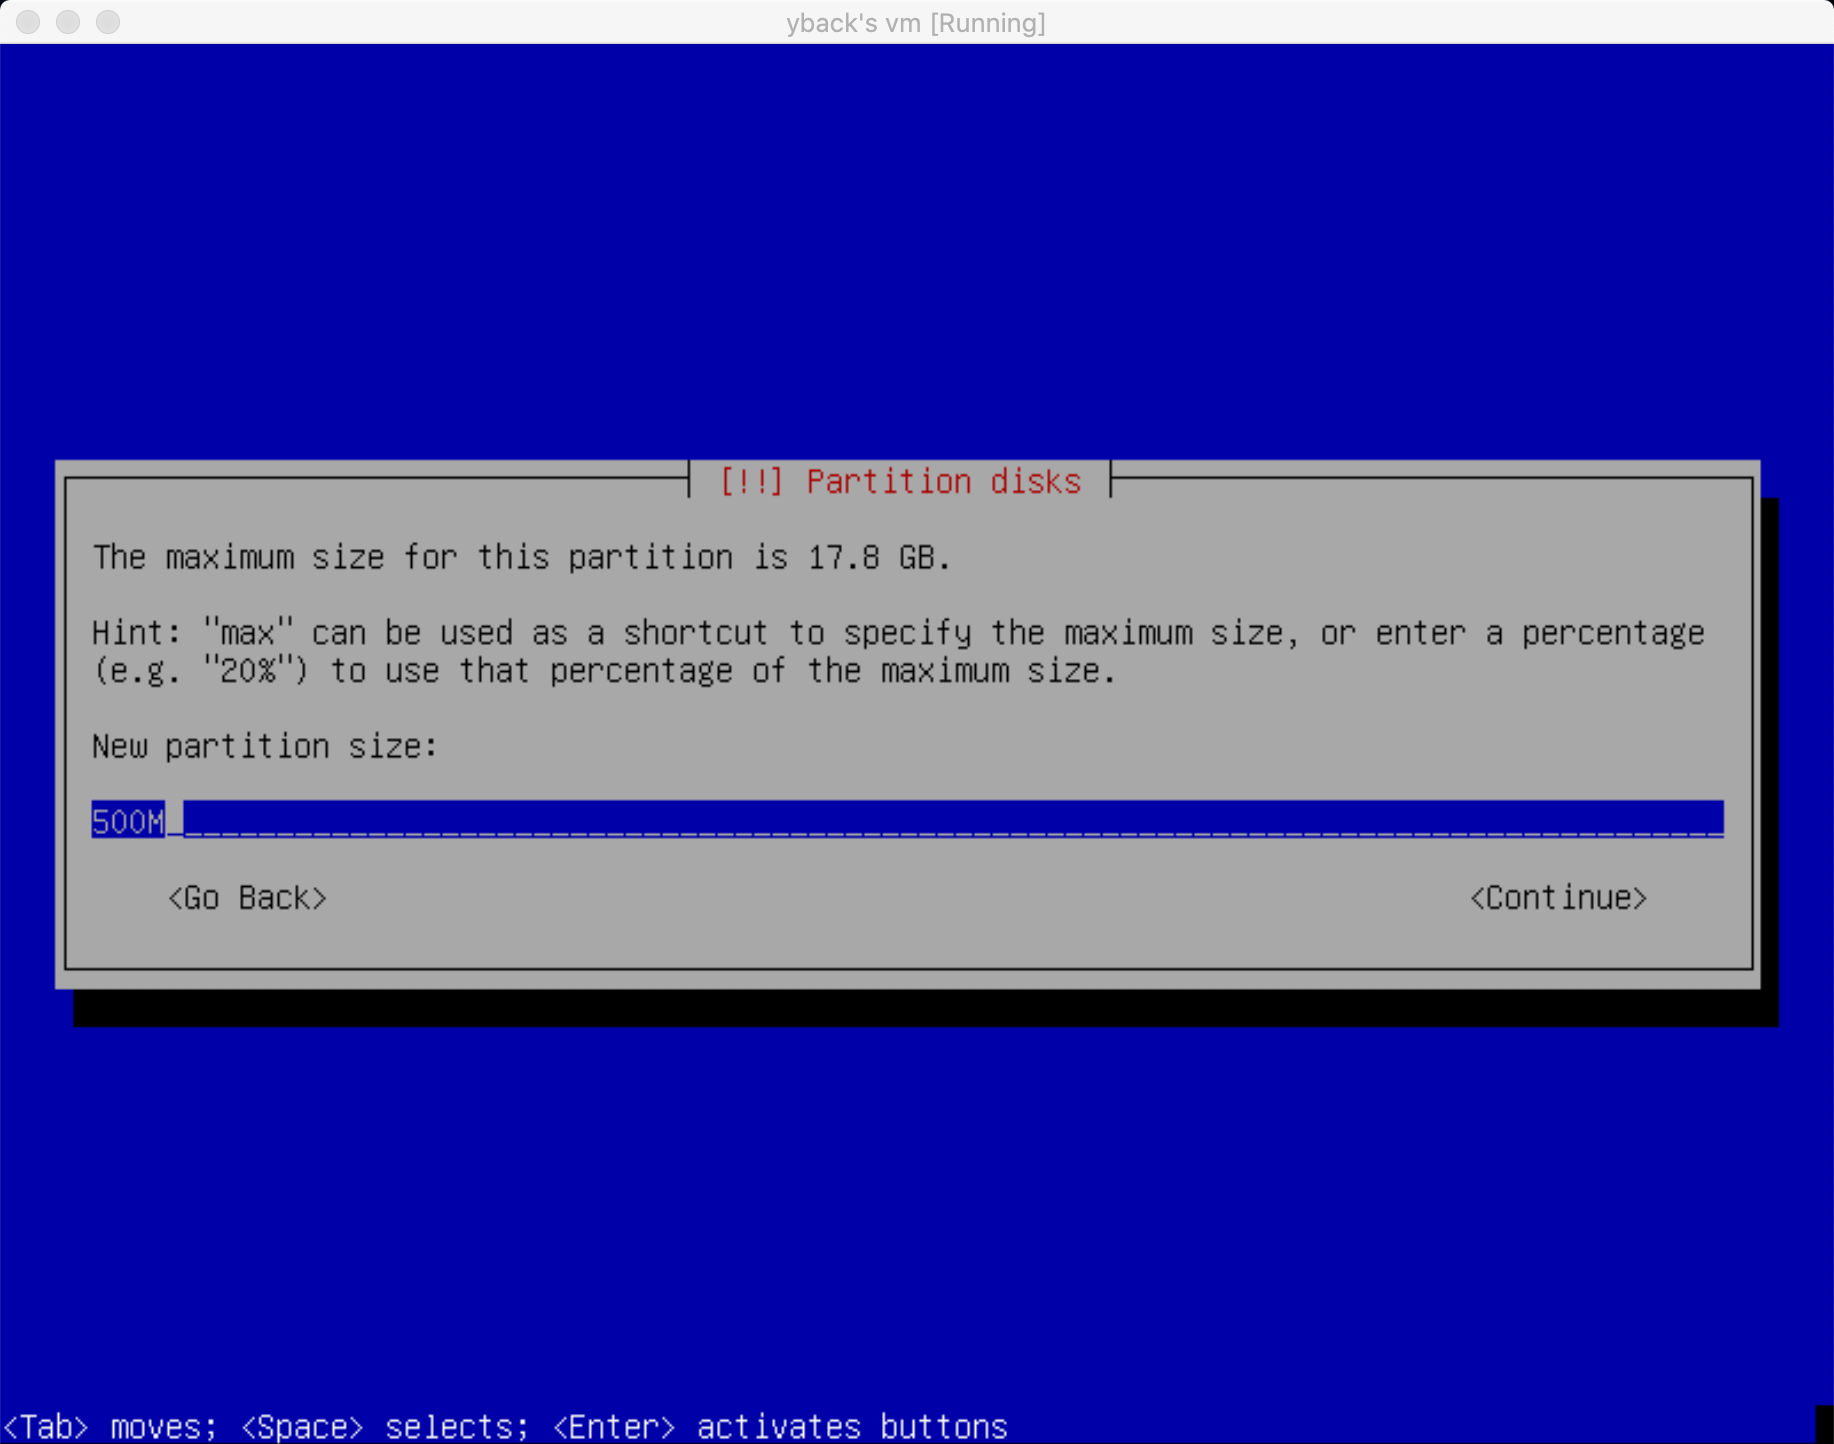 yback's vm [Running]
[!!] Partition disks
The maximum size for this partition is 17.8 GB.
Hint: "max" can be used as a shortcut to specify the maximum size, or enter a percentage
(e.g. "20%") to use that percentage of the maximum size.
New partition size:
500M
<Go Back> <Continue>
<Tab> moves; <Space> selects; <Enter> activates buttons